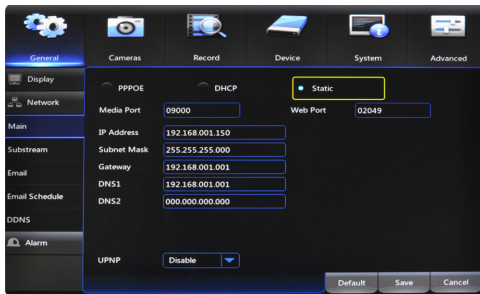 General Cameras Record Device System Advanced
Display
Network
Main
Substream
Email
Email Schedule
DDNS
Alarm
PPPOE DHCP Static
Media Port 09000 Web Port 02049
IP Address 192.168.001.150
Subnet Mask 255.255.255.000
Gateway 192.168.001.001
DNS1 192.168.001.001
DNS2 000.000.000.000
UPNP Disable
Default Save Cancel